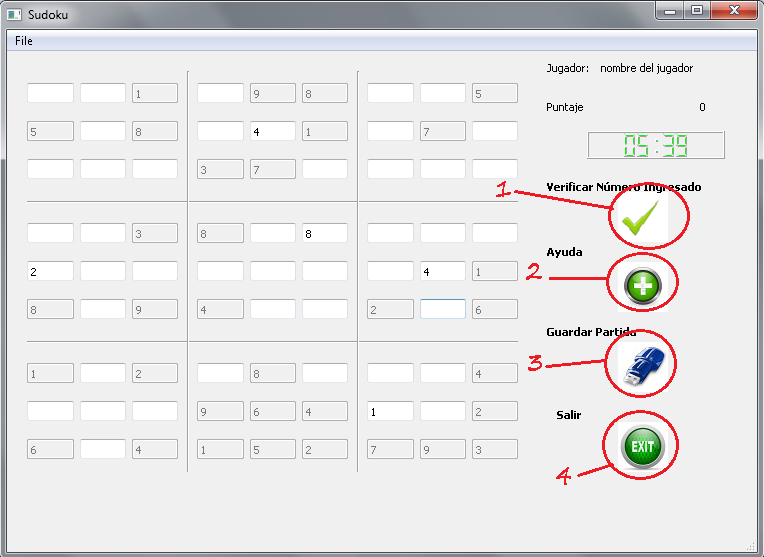 Sudoku
File
Jugador: nombre del jugador
1 9 8 5
Puntaje 0
5 8 4 1 7
05:39
3 7
1 Verificar Número Ingresado
3 8 8
Ayuda
2 4 1
2
8 9 4 2 6
Guardar Partida
3
1 2 8 4
9 6 4 1 2
Salir
6 4 1 5 2 7 9 3
EXIT
4